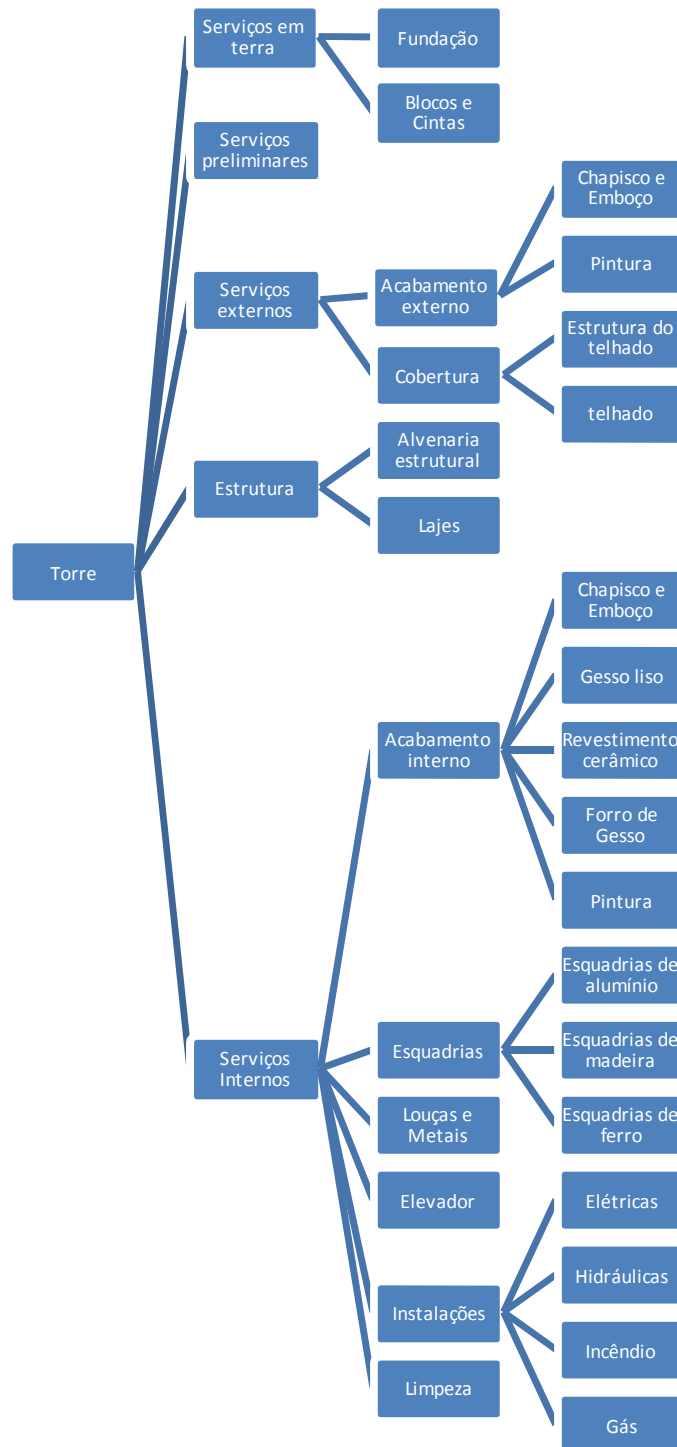 Serviços em
terra
Fundação
Blocos e
Cintas
Serviços
preliminares
Chapisco e
Emboço
Pintura
Serviços
externos
Acabamento
externo
Estrutura do
telhado
Cobertura
telhado
Alvenaria
estrutural
Estrutura
Lajes
Torre
Chapisco e
Emboço
Gesso liso
Acabamento
interno
Revestimento
cerâmico
Forro de
Gesso
Pintura
Esquadrias de
alumínio
Serviços
Internos
Esquadrias
Esquadrias de
madeira
Louças e
Metais
Esquadrias de
ferro
Elevador
Elétricas
Hidráulicas
Instalações
Incêndio
Limpeza
Gás